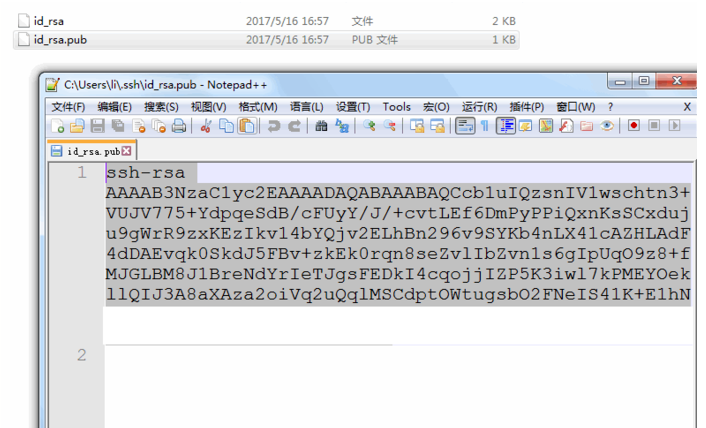 id_rsa 2017/5/16 16:57 文件 2 KB
id_rsa.pub 2017/5/16 16:57 PUB 文件 1 KB
C:\Users\li\.ssh\id_rsa.pub - Notepad++
文件(F) 编辑(E) 搜索(S) 视图(V) 格式(M) 语言(L) 设置(T) Tools 宏(O) 运行(R) 插件(P) 窗口(W) ? X
id_rsa.pub
1 ssh-rsa
AAAAB3NzaC1yc2EAAAADAQABAAABAQCcb1uIQzsnIV1wschtn3+
VUJV775+YdpqeSdB/cFUyY/J/+cvtLEf6DmPyPPiQxnKsSCxduj
u9gWrR9zxKEzIkv14bYQjv2ELhBn296v9SYKb4nLX41cAZHLAdF
4dDAEvqk0SkdJ5FBv+zkEk0rqn8seZvlIbZvn1s6gIpUqO9z8+f
MJGLBM8J1BreNdYrIeTJgsFEDkI4cqojjIZP5K3iwl7kPMEYOek
llQIJ3A8aXAza2oiVq2uQqlMSCdptOWtugsbO2FNeIS41K+E1hN
2